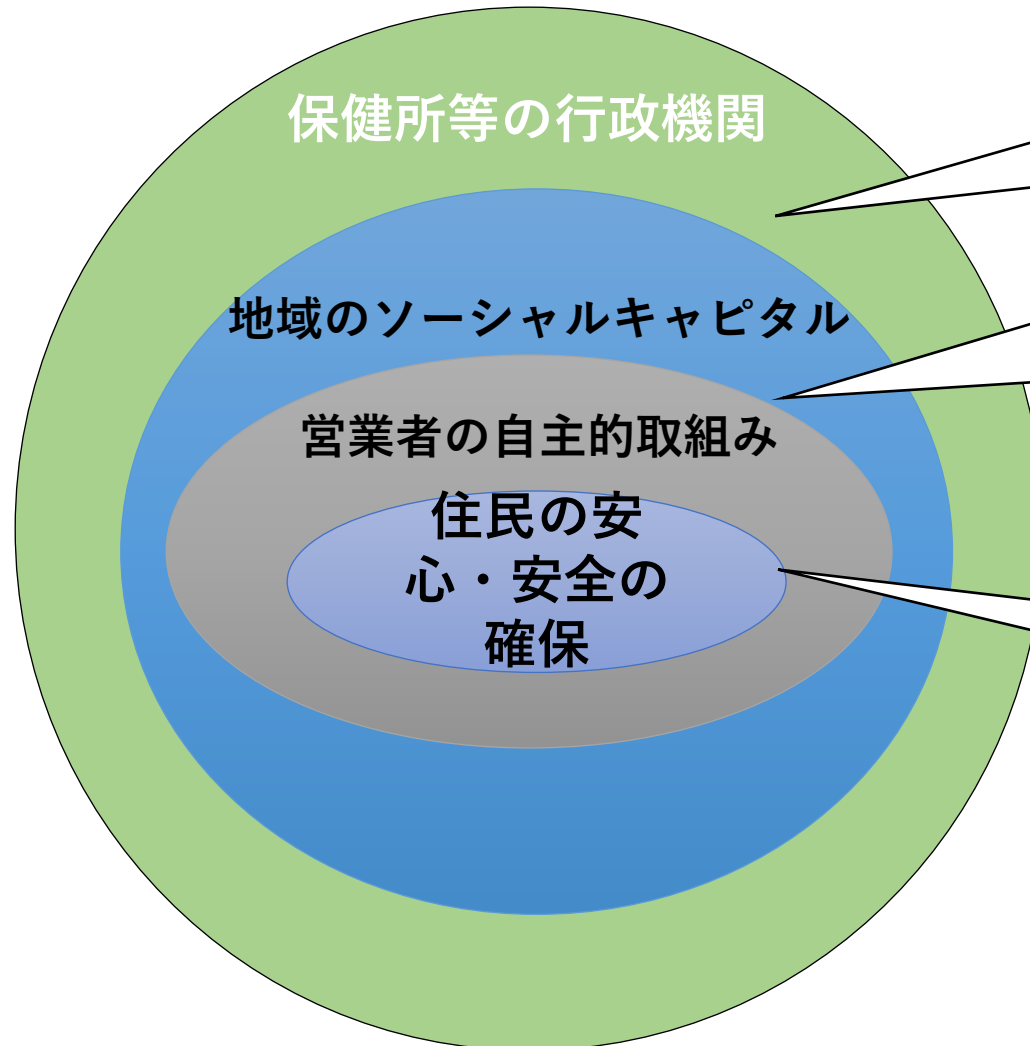 保健所等の行政機関
地域のソーシャルキャピタル
営業者の自主的取組み
住民の安
心・安全の
確保